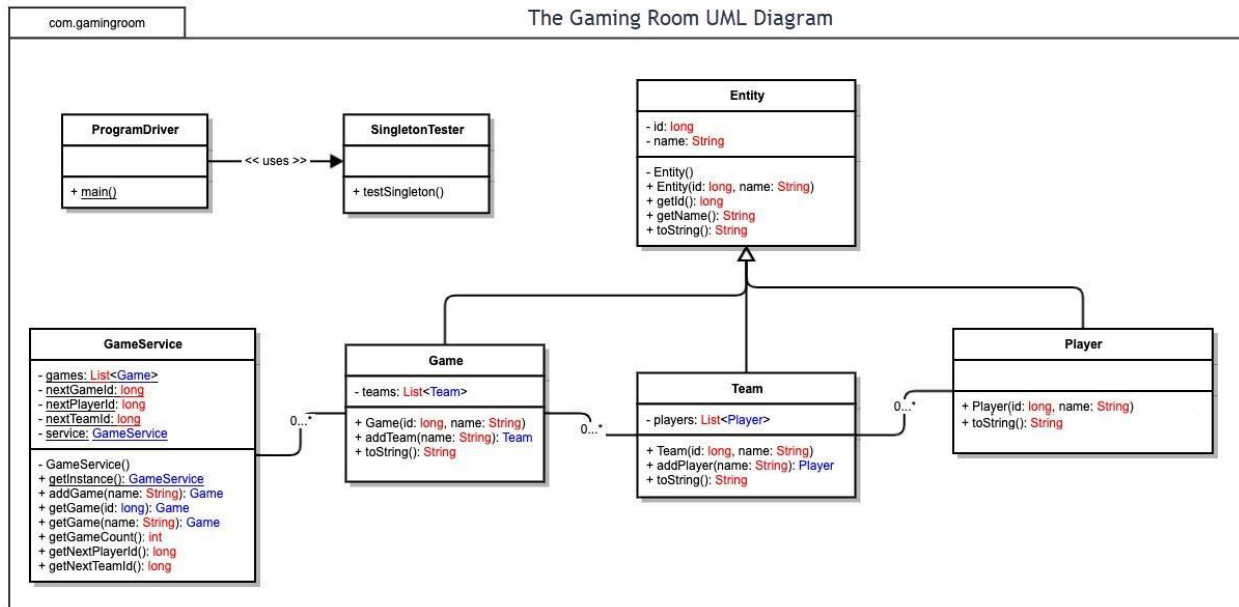 com.gamingroom
The Gaming Room UML Diagram
ProgramDriver
+ main()
<< uses >>
SingletonTester
+ testSingleton()
Entity
- id: long
- name: String
- Entity()
+ Entity(id: long, name: String)
+ getId(): long
+ getName(): String
+ toString(): String
GameService
- games: List<Game>
- nextGameId: long
- nextPlayerId: long
- nextTeamId: long
- service: GameService
- GameService()
+ getInstance(): GameService
+ addGame(name: String): Game
+ getGame(id: long): Game
+ getGame(name: String): Game
+ getGameCount(): int
+ getNextPlayerId(): long
+ getNextTeamId(): long
0...*
Game
- teams: List<Team>
+ Game(id: long, name: String)
+ addTeam(name: String): Team
+ toString(): String
0...*
Team
- players: List<Player>
+ Team(id: long, name: String)
+ addPlayer(name: String): Player
+ toString(): String
0...*
Player
+ Player(id: long, name: String)
+ toString(): String